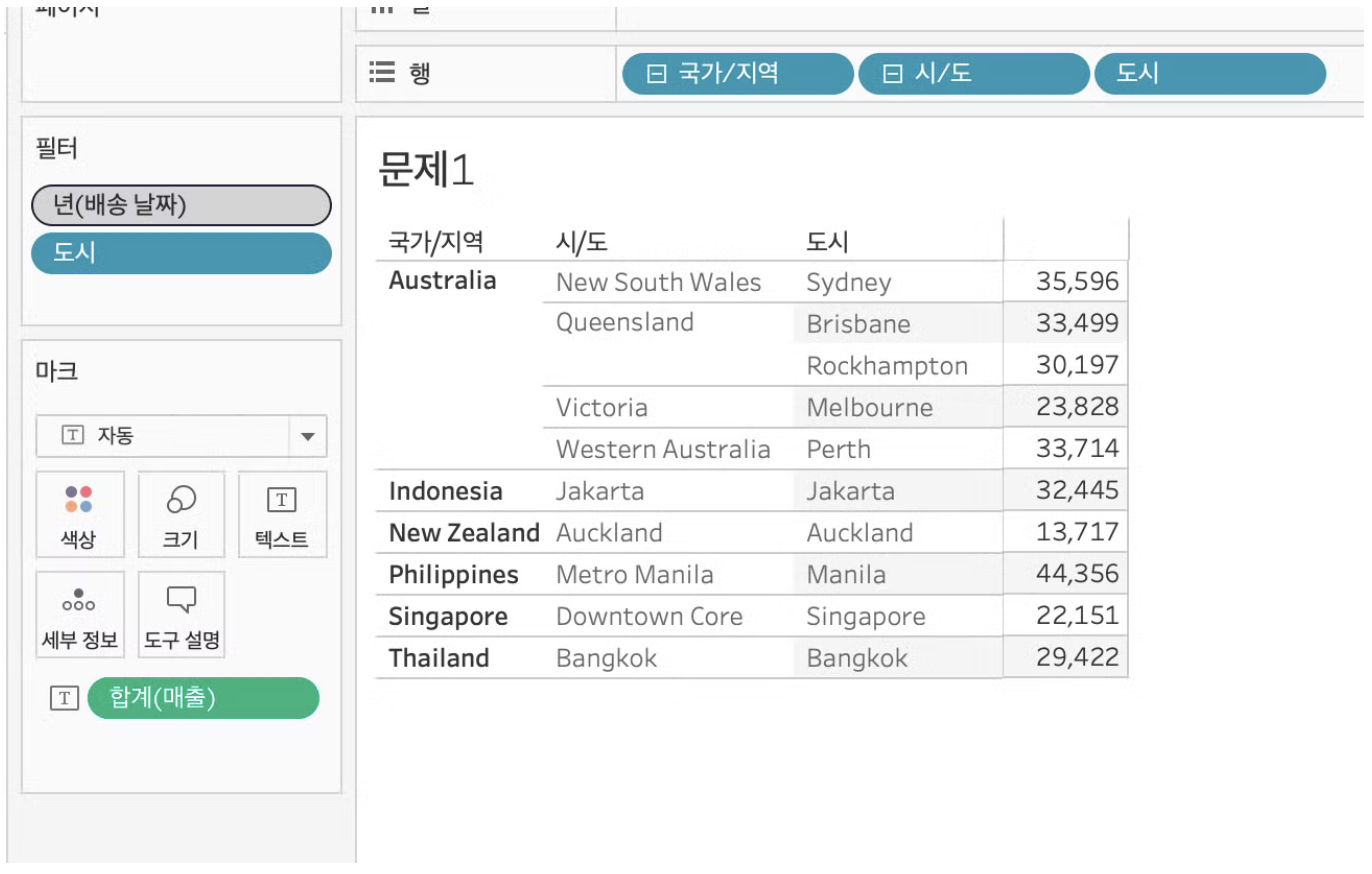 행 국가/지역 시/도 도시
필터
년(배송 날짜)
도시
마크
자동
색상 크기 텍스트
세부 정보 도구 설명
합계(매출)
문제1
국가/지역 시/도 도시
Australia New South Wales Sydney 35,596
Queensland Brisbane 33,499
Rockhampton 30,197
Victoria Melbourne 23,828
Western Australia Perth 33,714
Indonesia Jakarta Jakarta 32,445
New Zealand Auckland Auckland 13,717
Philippines Metro Manila Manila 44,356
Singapore Downtown Core Singapore 22,151
Thailand Bangkok Bangkok 29,422